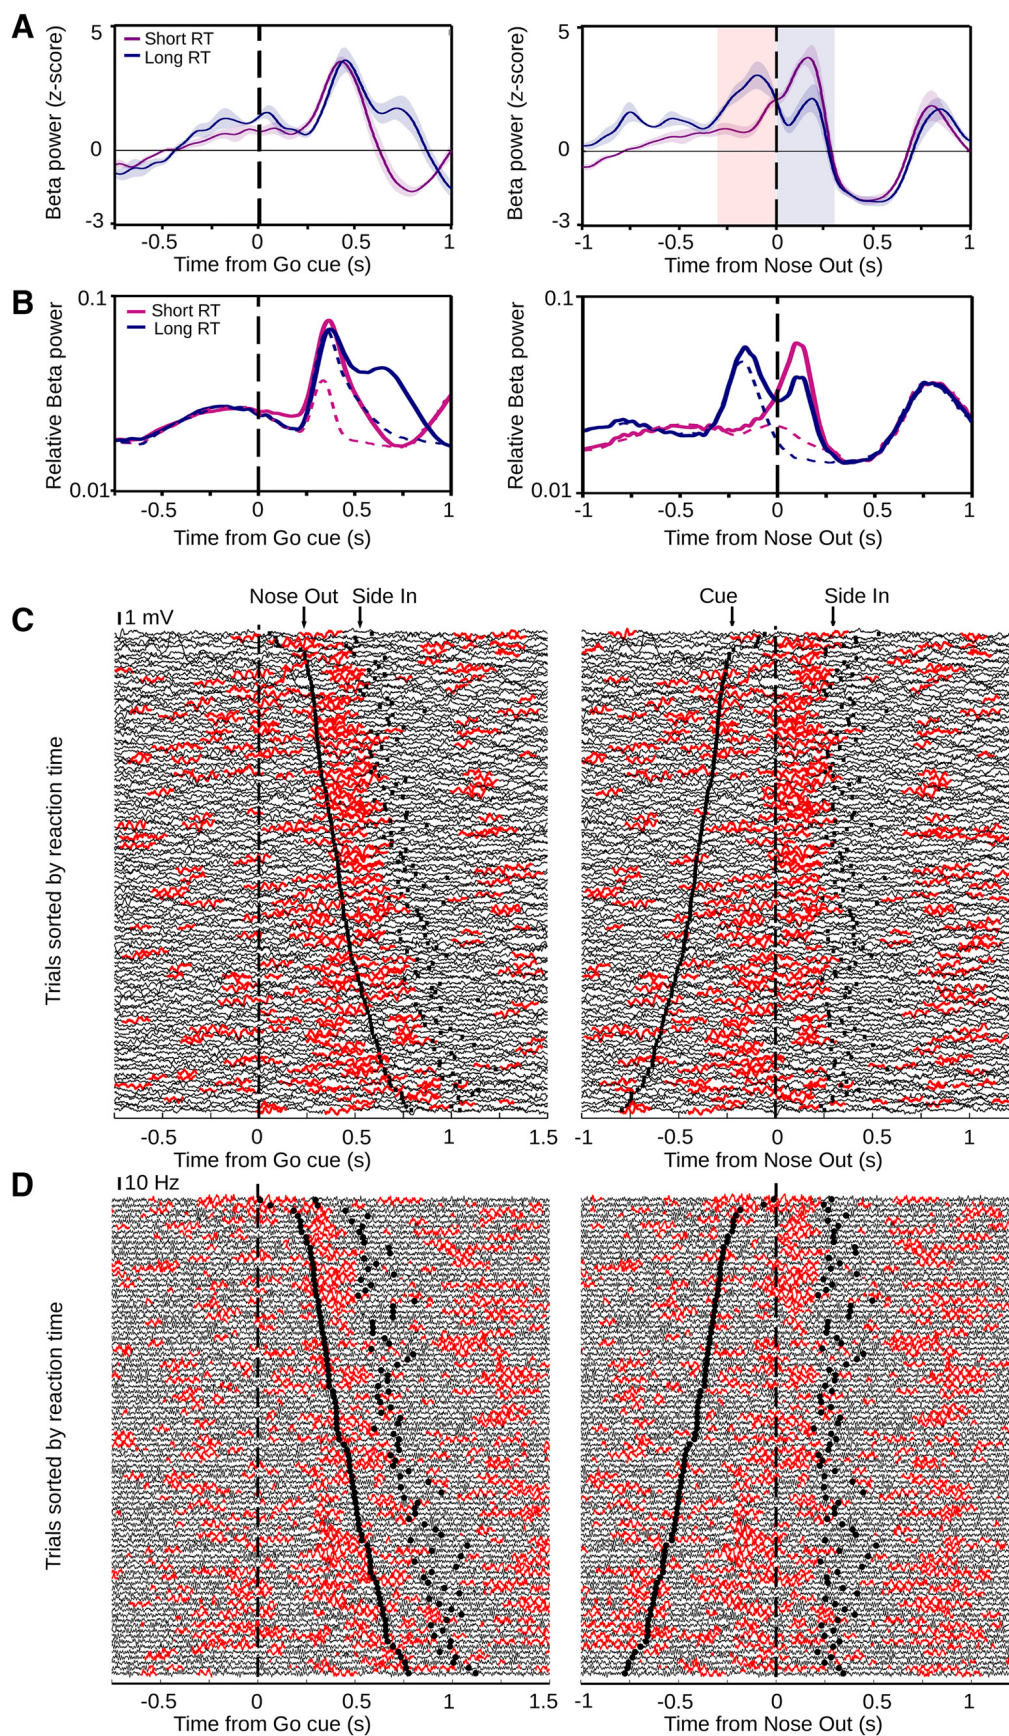 A
5
Short RT
Long RT
0
-3
Beta power (z-score)
-0.5 0 0.5 1
Time from Go cue (s)
5
0
-3
Beta power (z-score)
-1 -0.5 0 0.5 1
Time from Nose Out (s)
B
0.1
Short RT
Long RT
0.01
Relative Beta power
-0.5 0 0.5 1
Time from Go cue (s)
0.1
0.01
Relative Beta power
-1 -0.5 0 0.5 1
Time from Nose Out (s)
C
1 mV
Nose Out Side In
Trials sorted by reaction time
-0.5 0 0.5 1 1.5
Time from Go cue (s)
Cue Side In
-1 -0.5 0 0.5 1
Time from Nose Out (s)
D
10 Hz
Trials sorted by reaction time
-0.5 0 0.5 1 1.5
Time from Go cue (s)
-1 -0.5 0 0.5 1
Time from Nose Out (s)